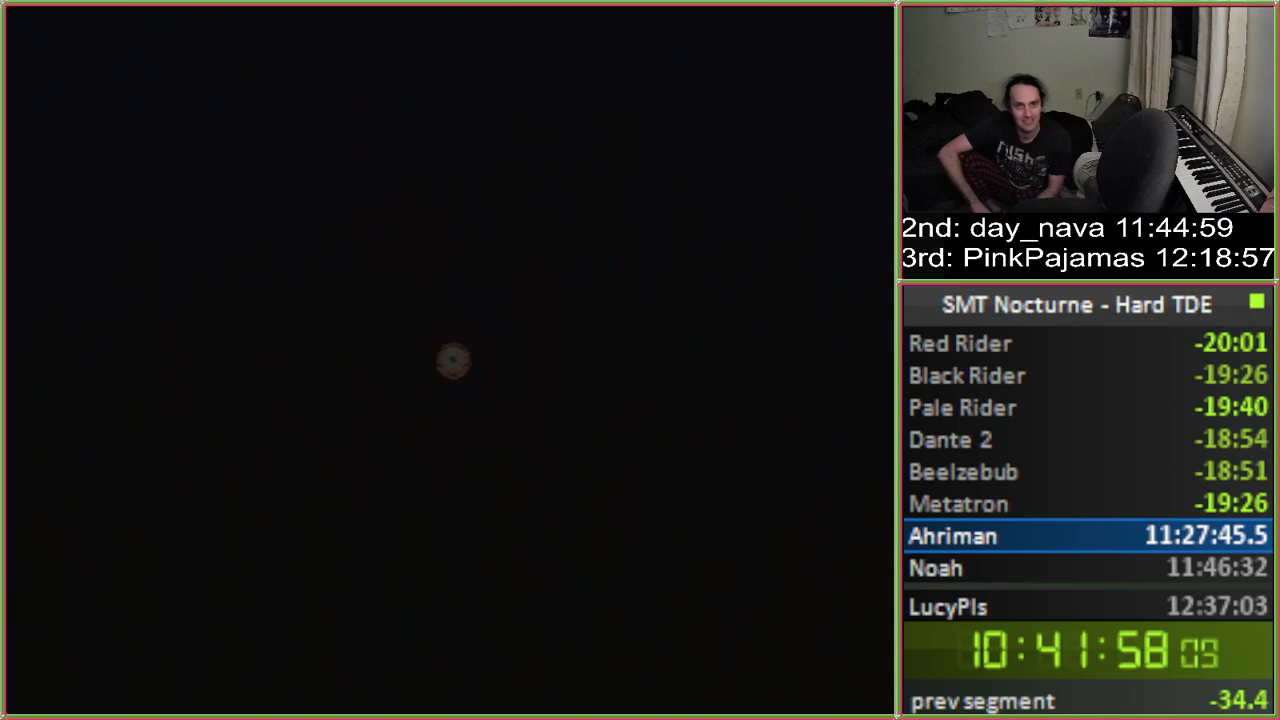 2nd: day_nava 11:44:59
3rd: PinkPajamas 12:18:57
SMT Nocturne - Hard TDE
Red Rider -20:01
Black Rider -19:26
Pale Rider -19:40
Dante 2 -18:54
Beelzebub -18:51
Metatron -19:26
Ahriman 11:27:45.5
Noah 11:46:32
LucyPls 12:37:03
10:41:58 09
prev segment -34.4